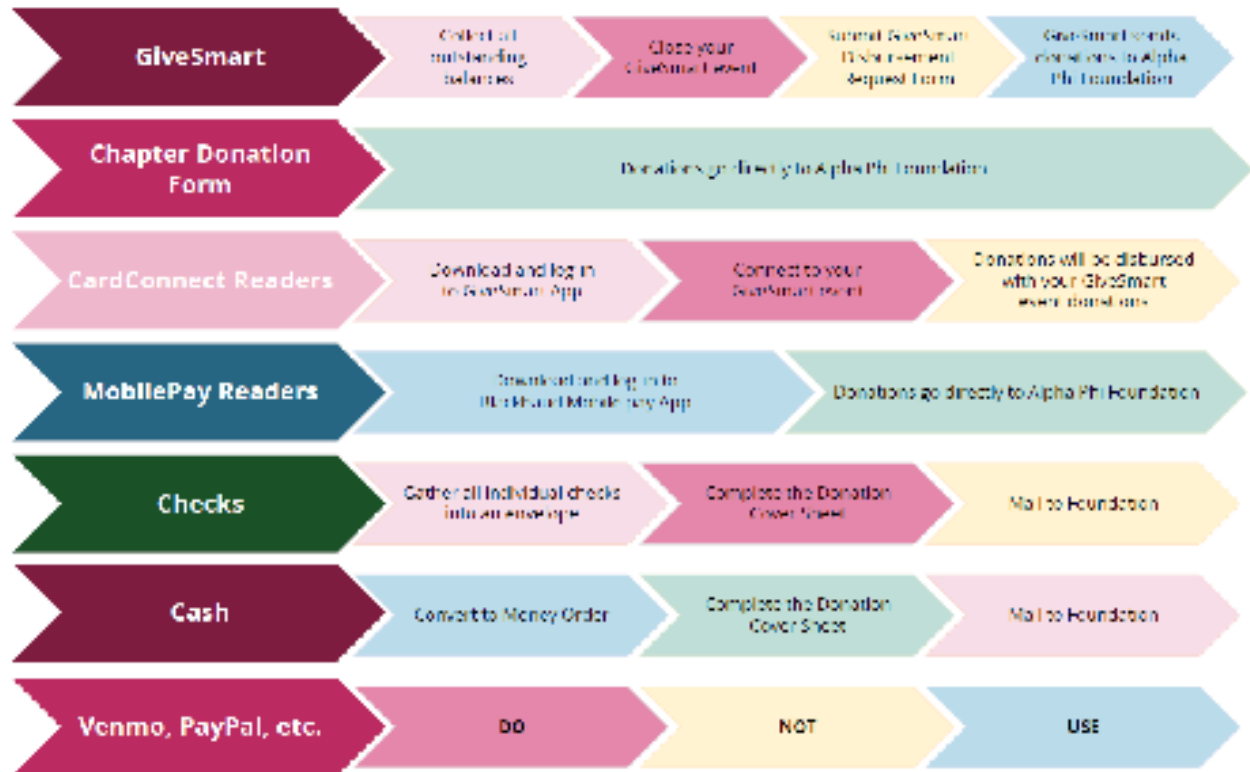 GiveSmart
Collect all
outstanding
balances
Close your
GiveSmart event
Submit GiveSmart
Disbursement
Request Form
GiveSmart sends
donations to Alpha
Phi Foundation
Chapter Donation
Form
Donations go directly to Alpha Phi Foundation
CardConnect Readers
Download and log in
to GiveSmart App
Connect to your
GiveSmart event
Donations will be disbursed
with your GiveSmart
event donations
MobilePay Readers
Download and log in to
Blackbaud Mobile pay App
Donations go directly to Alpha Phi Foundation
Checks
Gather all individual checks
into an envelope
Complete the Donation
Cover Sheet
Mail to Foundation
Cash
Convert to Money Order
Complete the Donation
Cover Sheet
Mail to Foundation
Venmo, PayPal, etc.
DO
NOT
USE